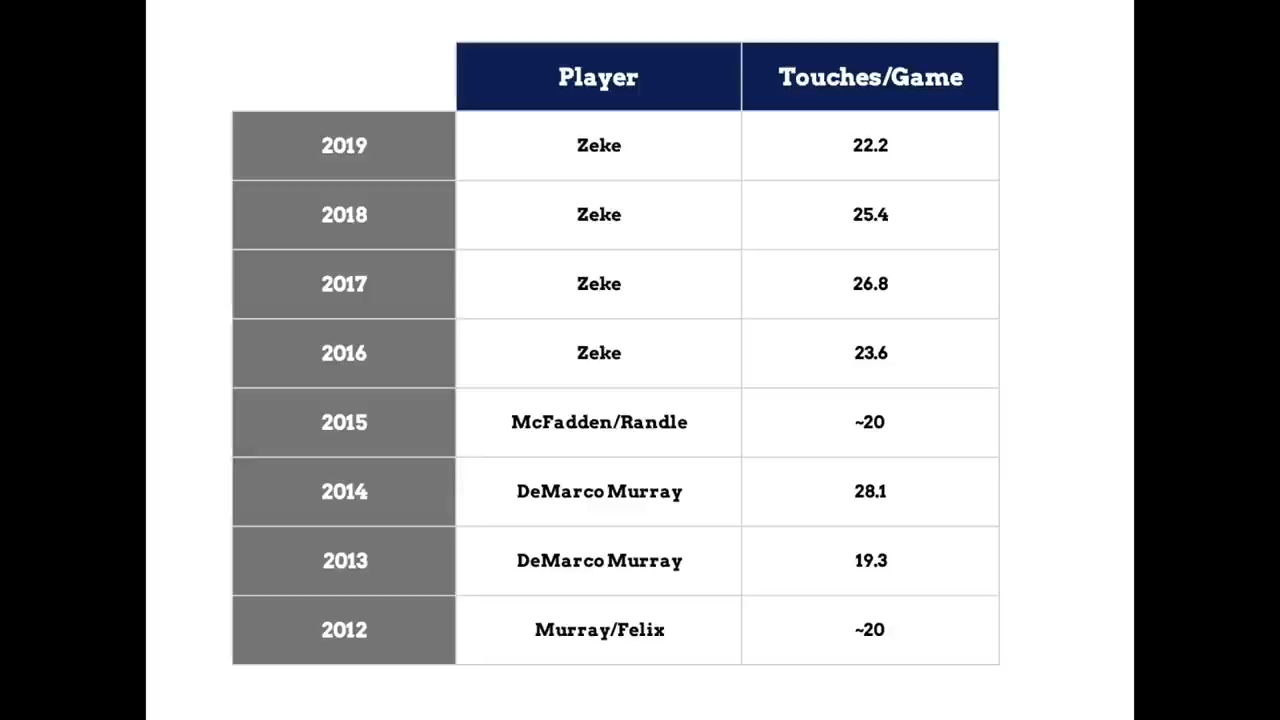 Player Touches/Game
2019 Zeke 22.2
2018 Zeke 25.4
2017 Zeke 26.8
2016 Zeke 23.6
2015 McFadden/Randle ~20
2014 DeMarco Murray 28.1
2013 DeMarco Murray 19.3
2012 Murray/Felix ~20